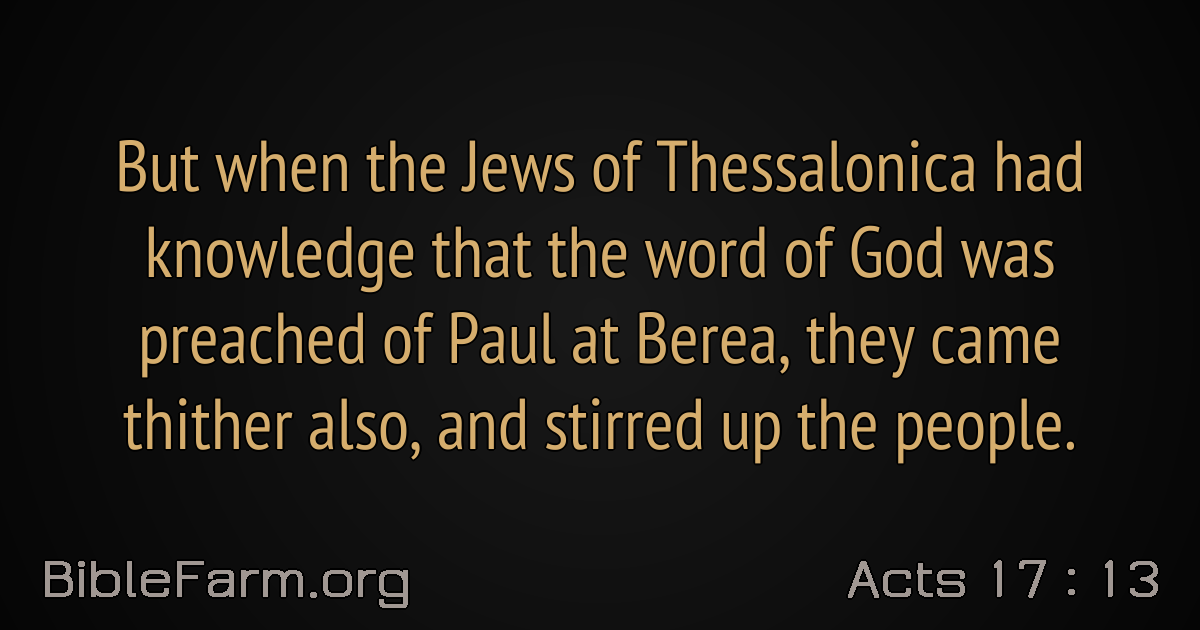 But when the Jews of Thessalonica had
knowledge that the word of God was
preached of Paul at Berea, they came
thither also, and stirred up the people.
BibleFarm.org
Acts 17 : 13